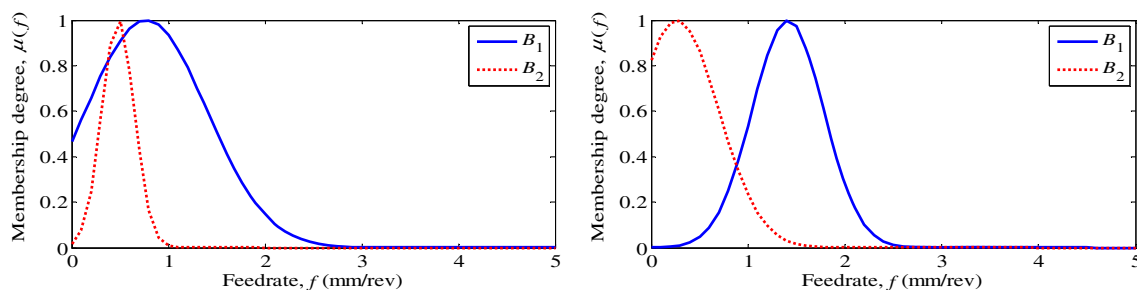 Membership degree, μ(f)
1
0.8
0.6
0.4
0.2
0
0 1 2 3 4 5
Feedrate, f (mm/rev)
B1
B2
Membership degree, μ(f)
1
0.8
0.6
0.4
0.2
0
0 1 2 3 4 5
Feedrate, f (mm/rev)
B1
B2